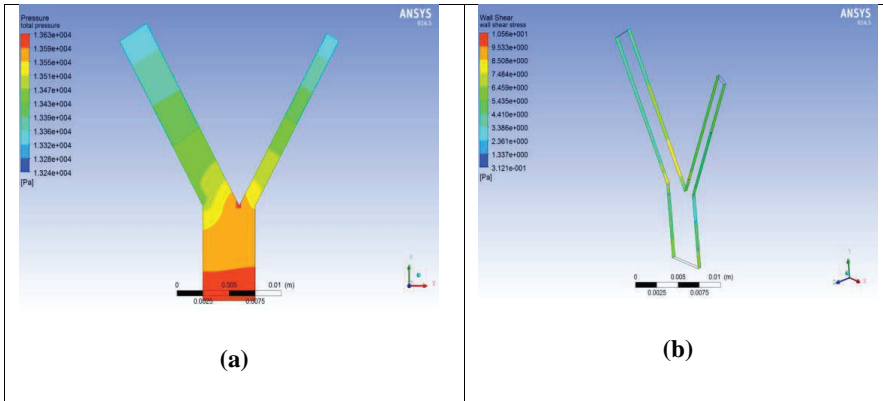 Pressure
total pressure
1.363e+004
1.359e+004
1.355e+004
1.351e+004
1.347e+004
1.343e+004
1.339e+004
1.336e+004
1.332e+004
1.328e+004
1.324e+004
[Pa]
ANSYS
R14.5
0 0.005 0.01 (m)
0.0025 0.0075
Y
X
(a)
Wall Shear
wall shear stress
1.056e+001
9.533e+000
8.508e+000
7.484e+000
6.459e+000
5.435e+000
4.410e+000
3.386e+000
2.361e+000
1.337e+000
3.121e-001
[Pa]
ANSYS
R14.5
0 0.005 0.01 (m)
0.0025 0.0075
Y
Z X
(b)